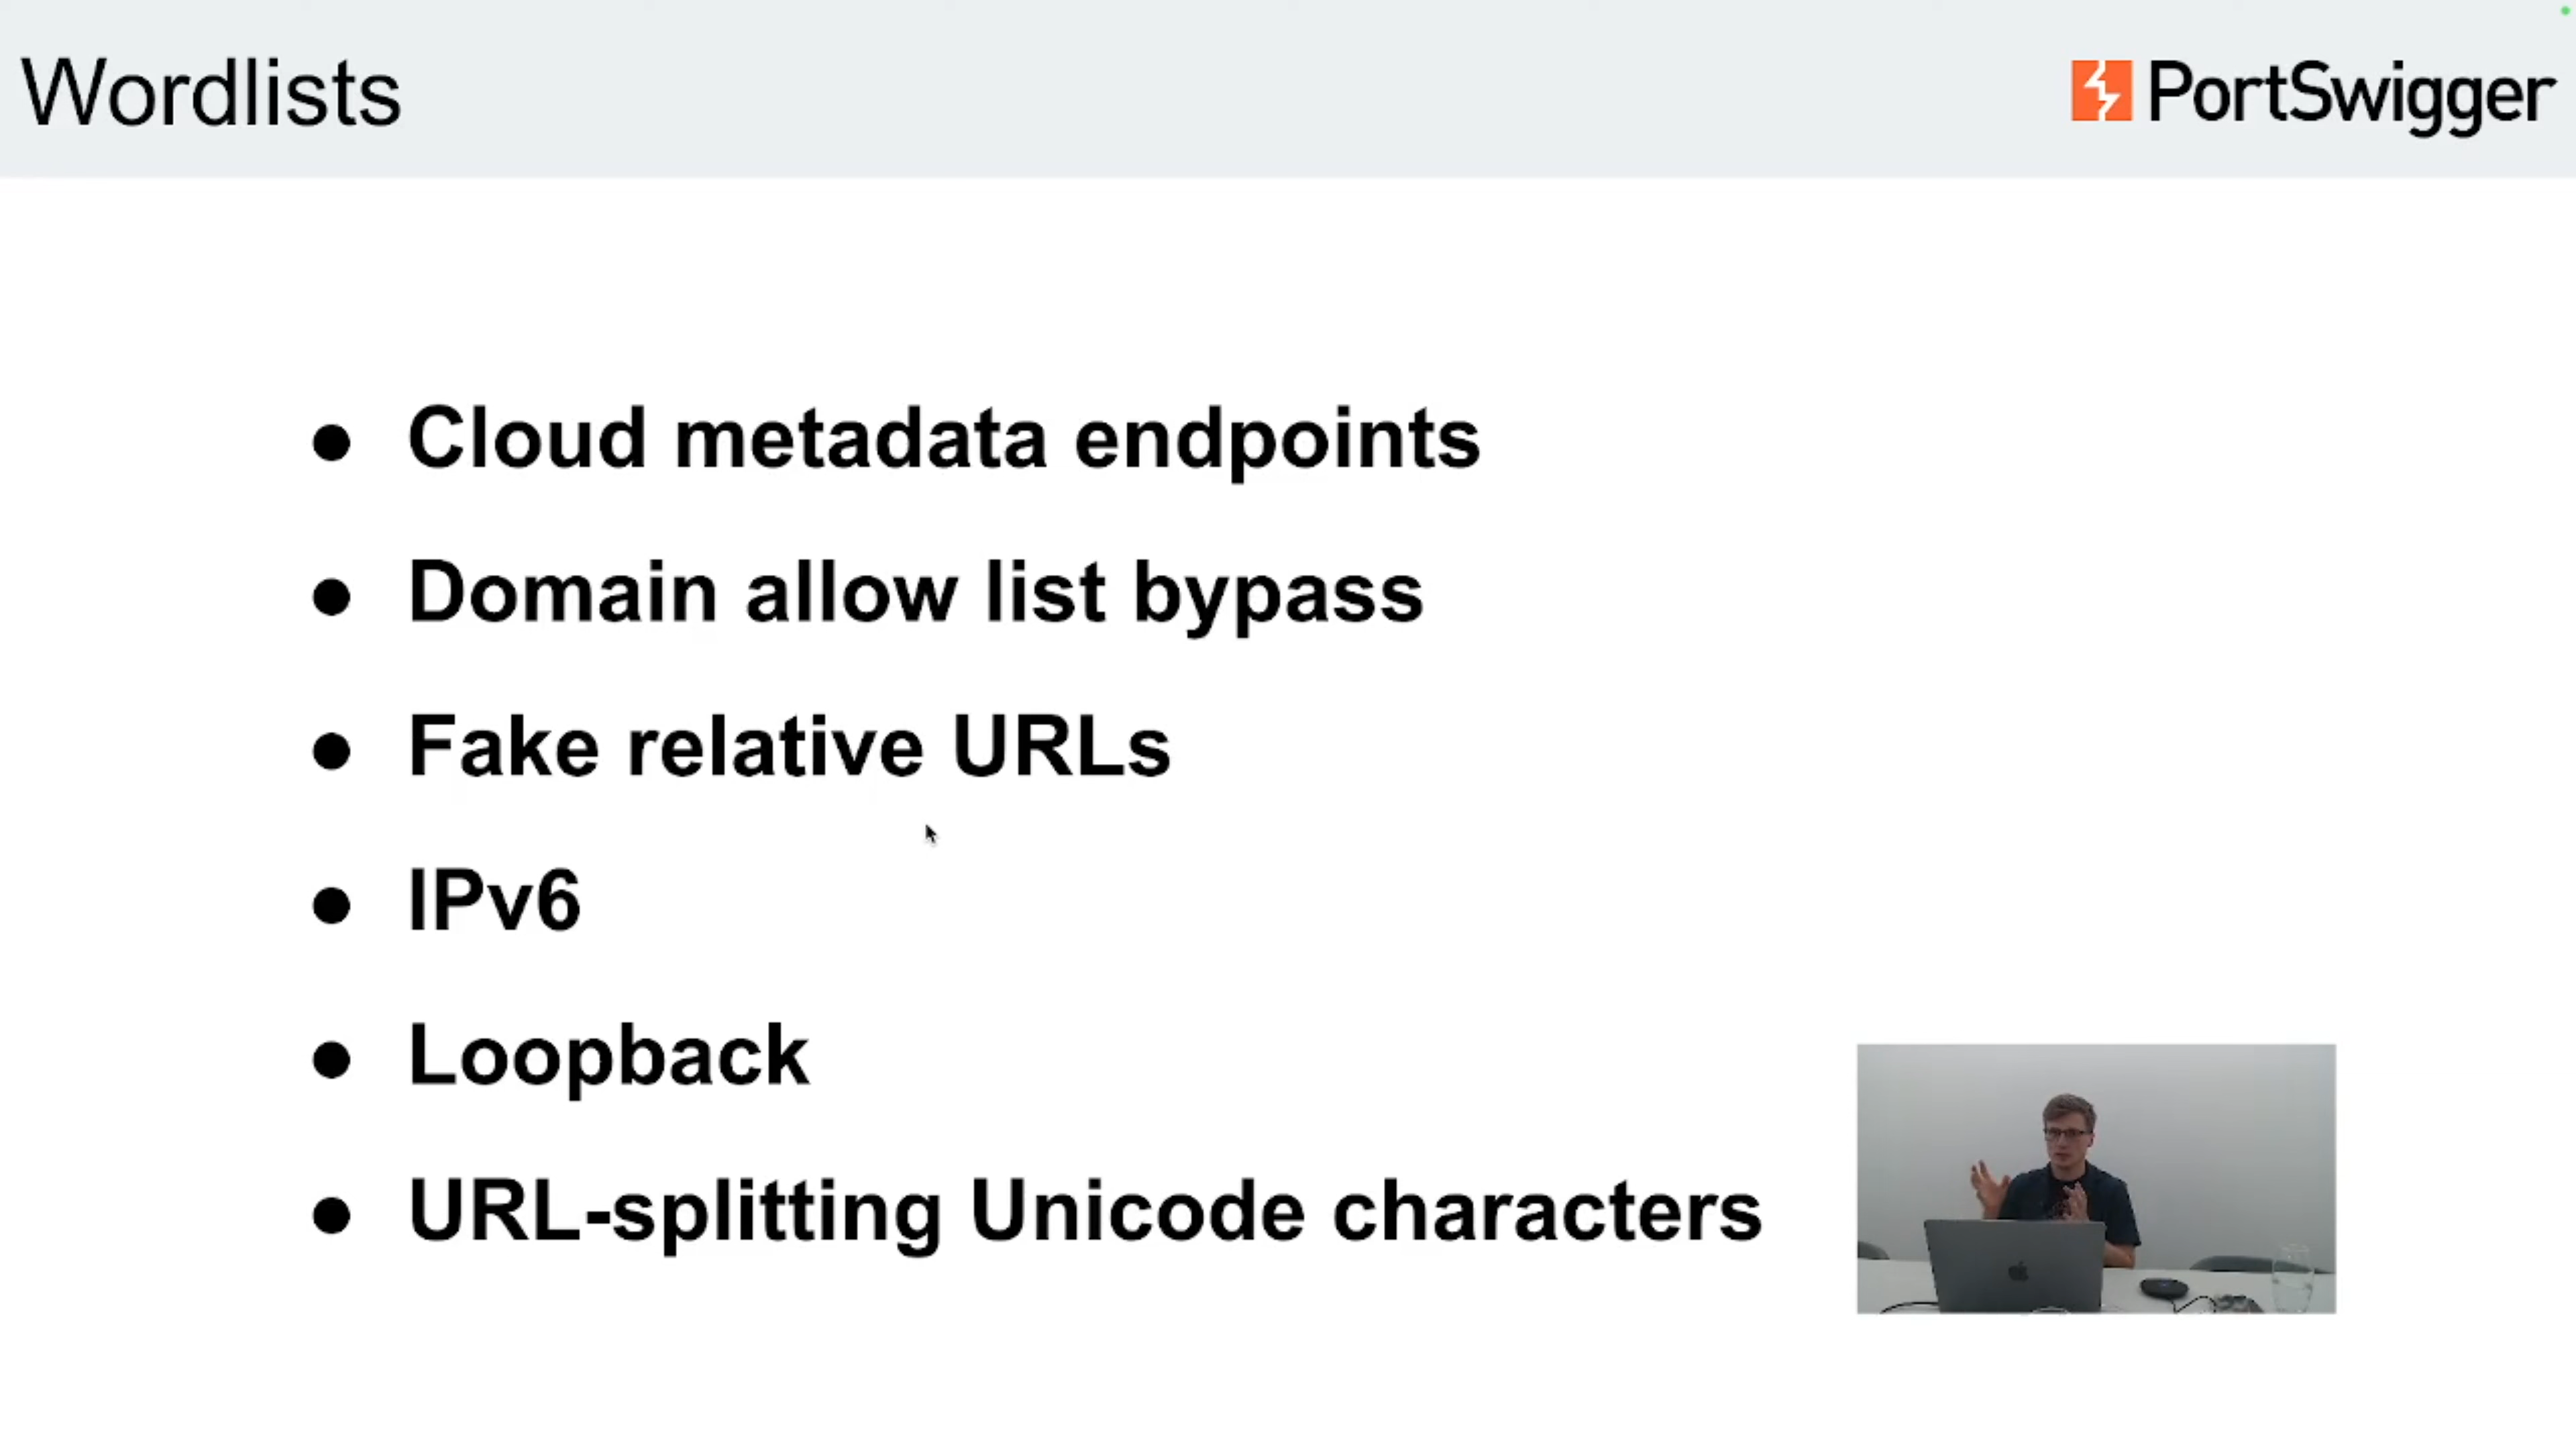 Wordlists
PortSwigger
● Cloud metadata endpoints
● Domain allow list bypass
● Fake relative URLs
● IPv6
● Loopback
● URL-splitting Unicode characters